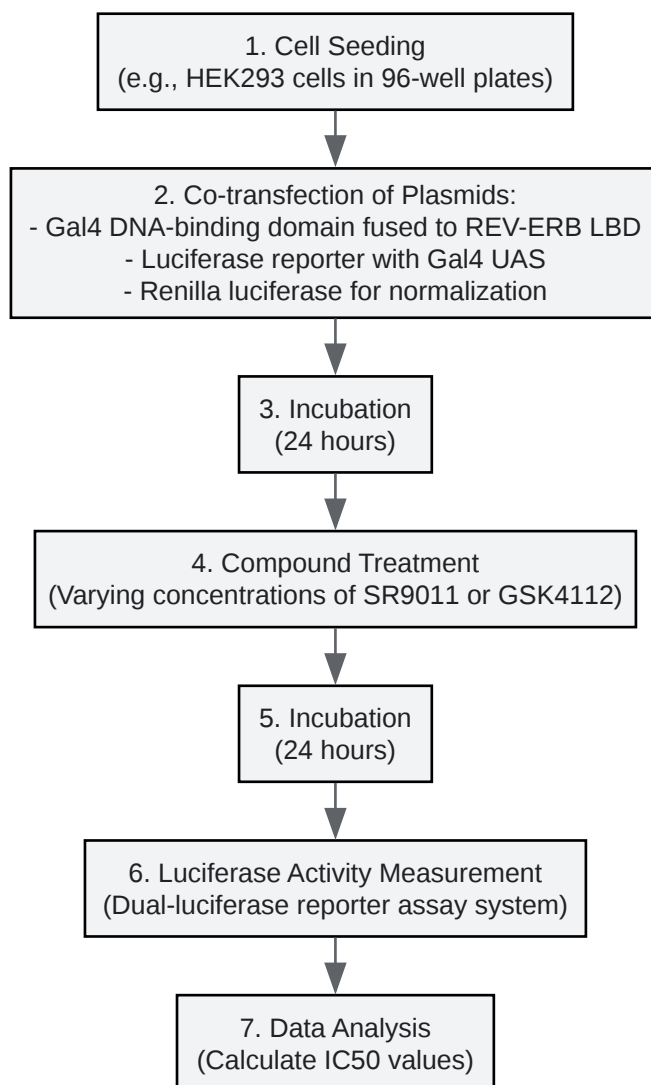 1. Cell Seeding
(e.g., HEK293 cells in 96-well plates)
2. Co-transfection of Plasmids:
- Gal4 DNA-binding domain fused to REV-ERB LBD
- Luciferase reporter with Gal4 UAS
- Renilla luciferase for normalization
3. Incubation
(24 hours)
4. Compound Treatment
(Varying concentrations of SR9011 or GSK4112)
5. Incubation
(24 hours)
6. Luciferase Activity Measurement
(Dual-luciferase reporter assay system)
7. Data Analysis
(Calculate IC50 values)